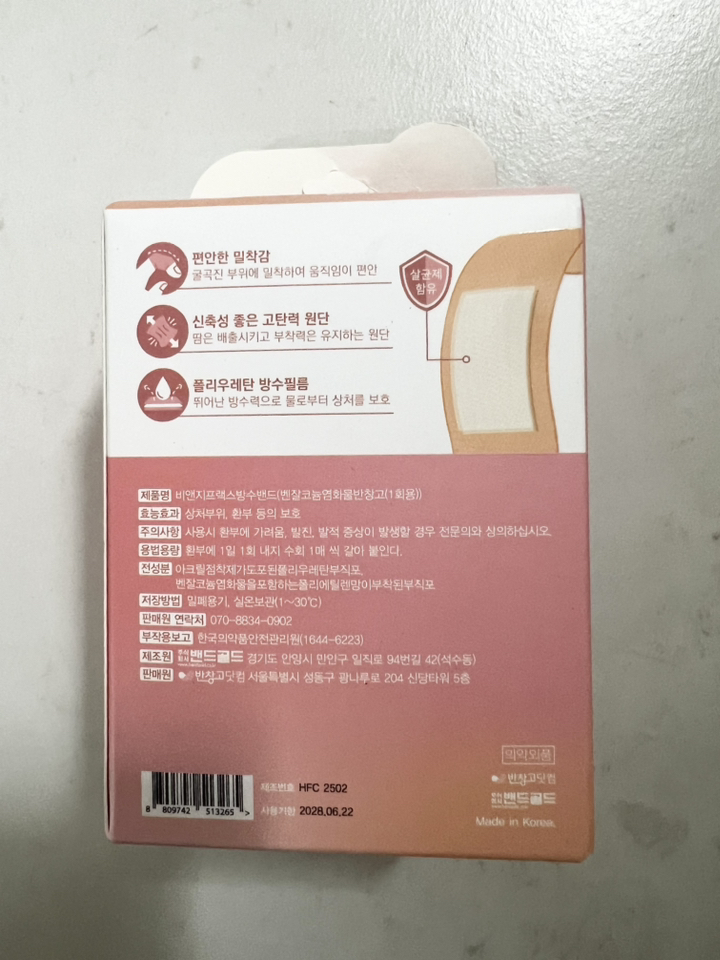 편안한 밀착감
굴곡진 부위에 밀착하여 움직임이 편안
살균제
함유
신축성 좋은 고탄력 원단
땀은 배출시키고 부착력은 유지하는 원단
폴리우레탄 방수필름
뛰어난 방수력으로 물로부터 상처를 보호
제품명 비앤지프랙스방수밴드(벤잘코늄염화물반창고(1회용))
효능효과 상처부위, 환부 등의 보호
주의사항 사용시 환부에 가려움, 발진, 발적 증상이 발생할 경우 전문의와 상의하십시오.
용법용량 환부에 1일 1회 내지 수회 1매 씩 갈아 붙인다.
전성분 아크릴점착제가도포된폴리우레탄부직포,
벤잘코늄염화물을포함하는폴리에틸렌망이부착된부직포
저장방법 밀폐용기, 실온보관(1~30℃)
판매원 연락처 070-8834-0902
부작용보고 한국의약품안전관리원(1644-6223)
제조원 주식회사 밴드골드 경기도 안양시 만안구 일직로 94번길 42(석수동)
판매원 반창고닷컴 서울특별시 성동구 광나루로 204 신탕타워 5층
의약외품
반창고닷컴
주식회사 밴드골드
Made in Korea.
제조번호 HFC 2502
사용기한 2028.06.22
8 809742 513265 >